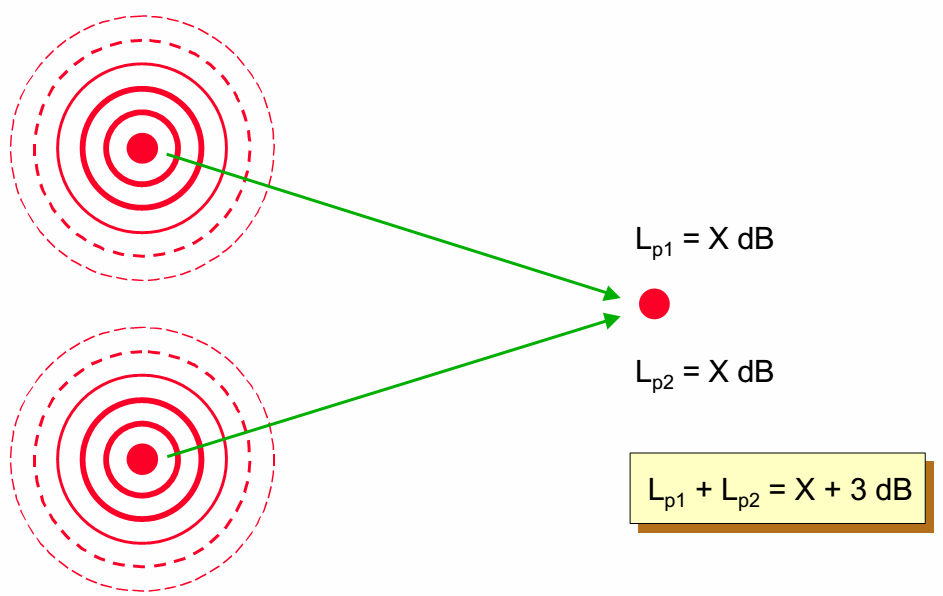 Lp1 = X dB
Lp2 = X dB
Lp1 + Lp2 = X + 3 dB